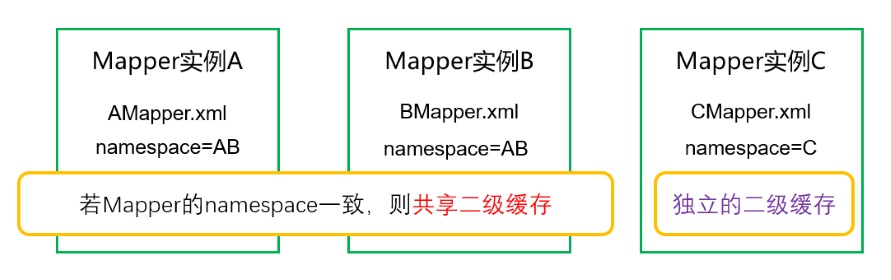 Mapper实例A
AMapper.xml
namespace=AB
Mapper实例B
BMapper.xml
namespace=AB
Mapper实例C
CMapper.xml
namespace=C
若Mapper的namespace一致，则共享二级缓存
独立的二级缓存